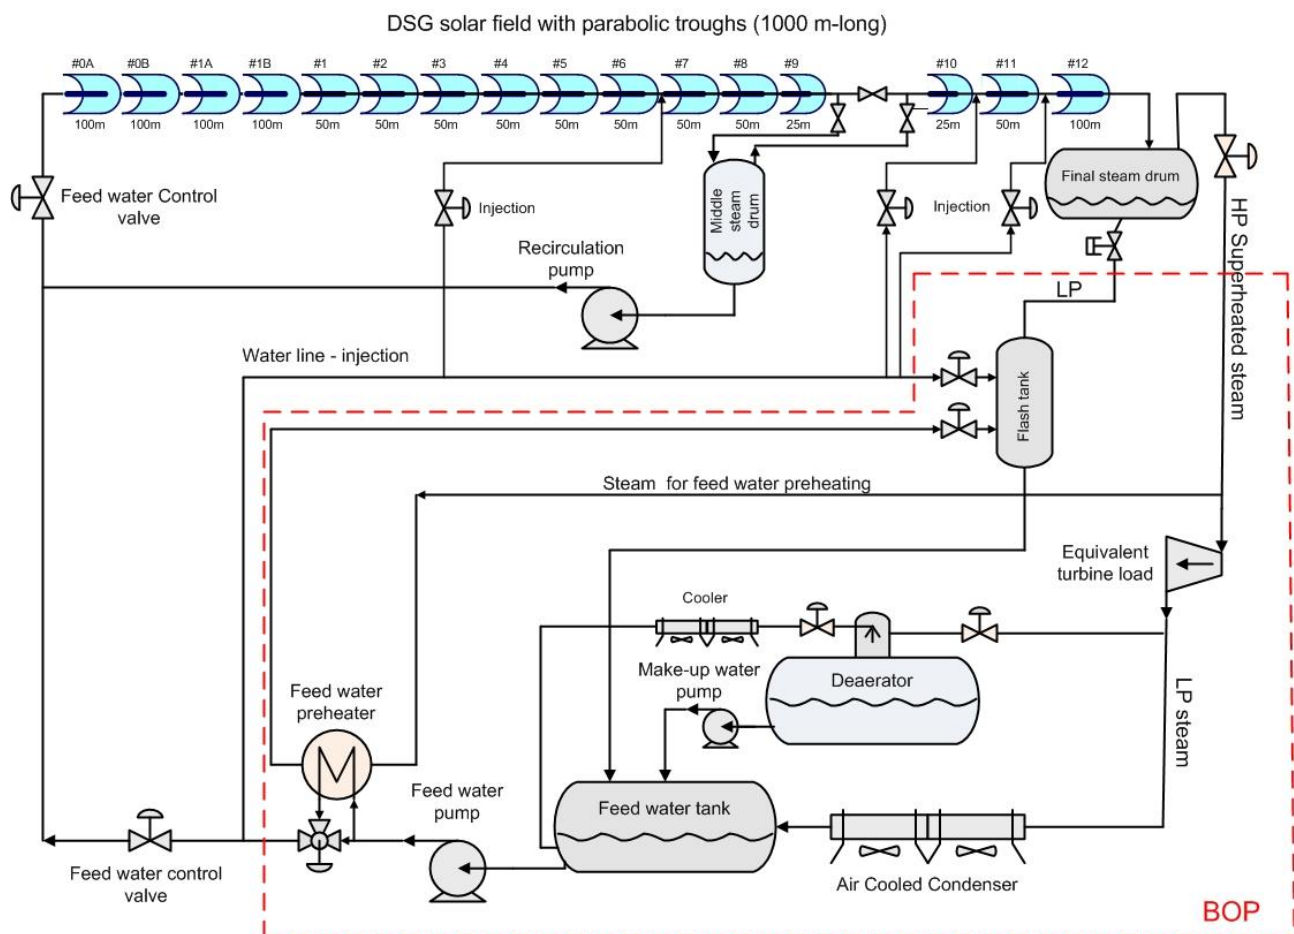 DSG solar field with parabolic troughs (1000 m-long)
#0A #0B #1A #1B #1 #2 #3 #4 #5 #6 #7 #8 #9 #10 #11 #12
100m 100m 100m 100m 50m 50m 50m 50m 50m 50m 50m 50m 25m 25m 50m 100m
Feed water Control
valve
Injection
Middle
steam
drum
Injection
Final steam drum
HP Superheated steam
Recirculation
pump
LP
Water line - injection
Flash tank
Steam for feed water preheating
Equivalent
turbine load
Cooler
Make-up water
pump
Deaerator
LP steam
Feed water
preheater
Feed water
pump
Feed water tank
Feed water control
valve
Air Cooled Condenser
BOP